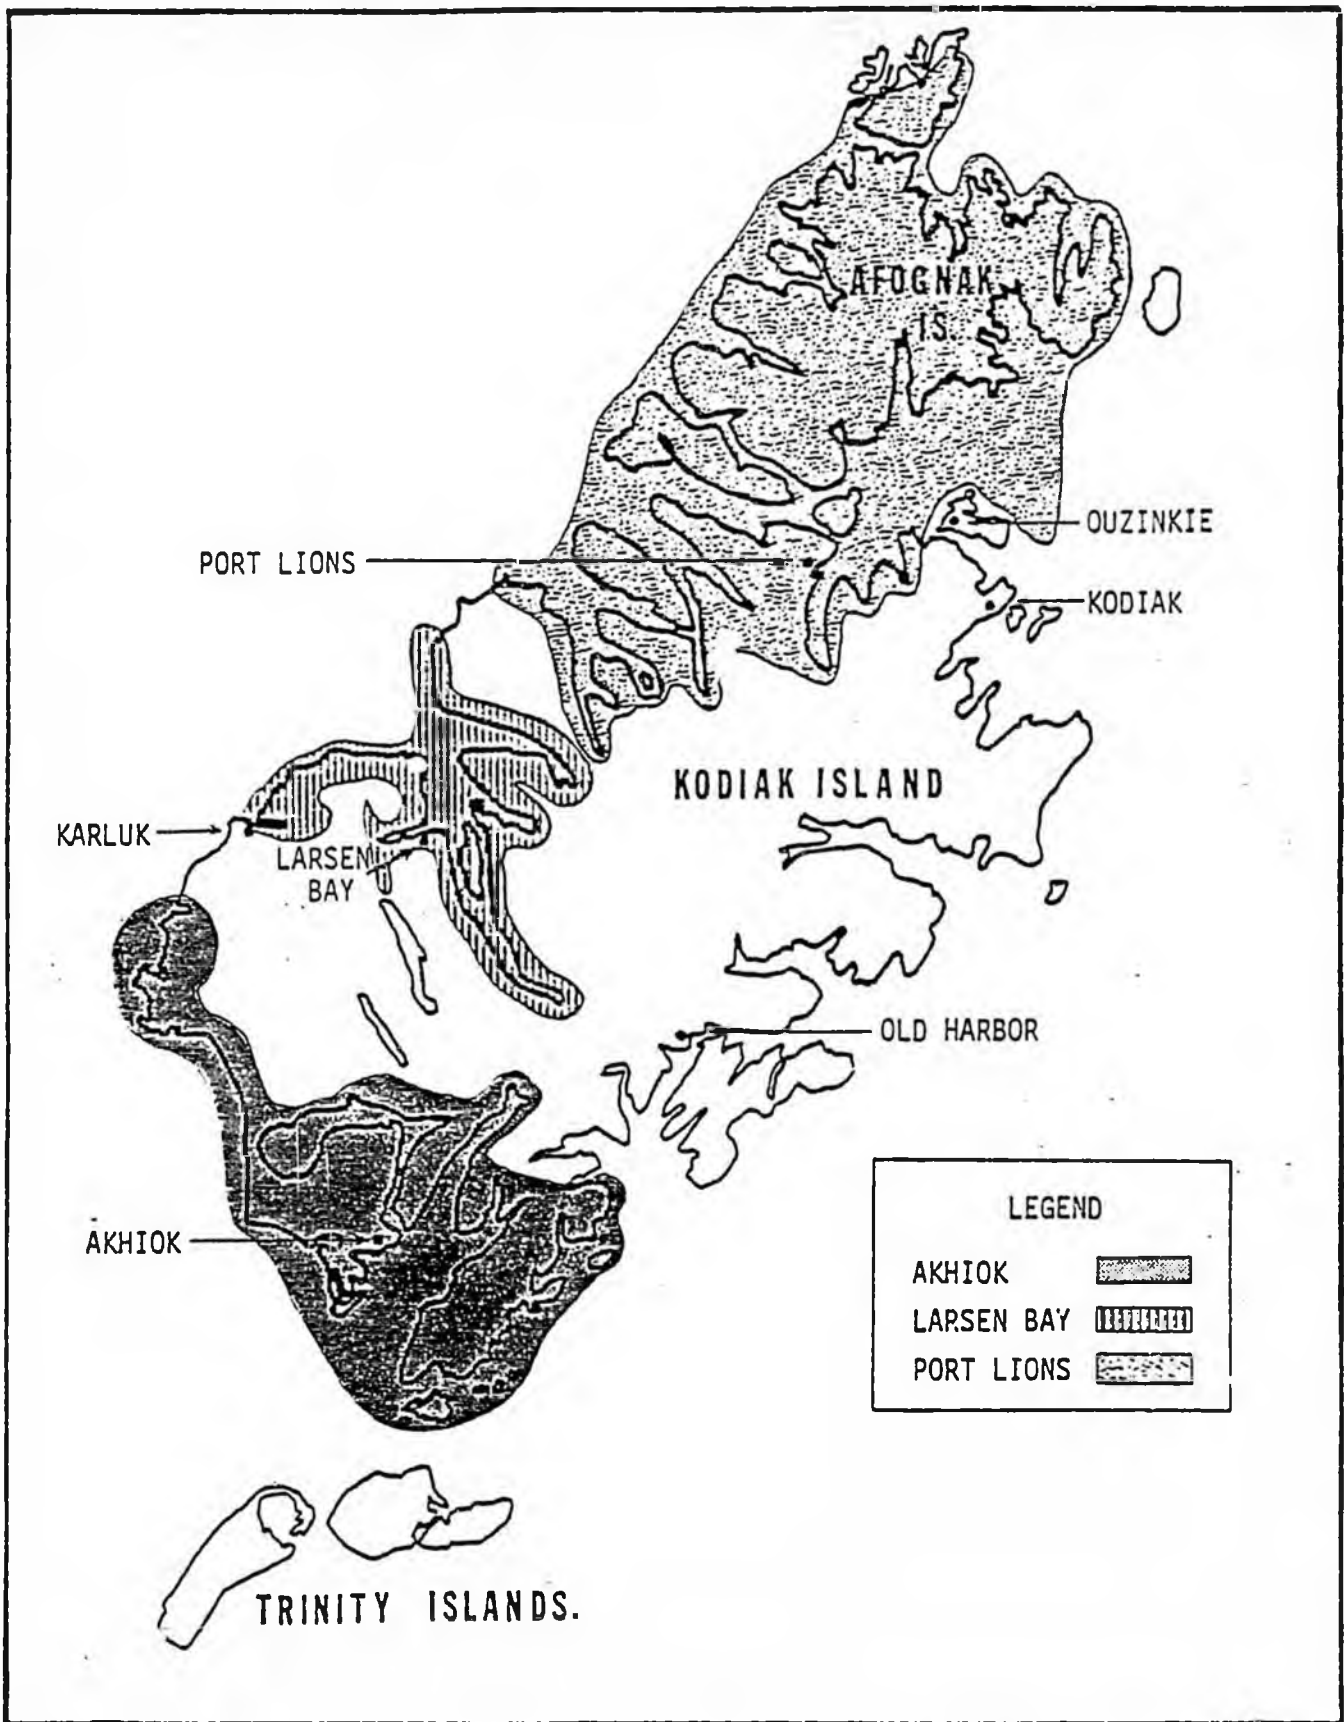 AFOGNAK
IS
OUZINKIE
PORT LIONS
KODIAK
KODIAK ISLAND
KARLUK
LARSEN
BAY
OLD HARBOR
AKHIOK
LEGEND
AKHIOK
LARSEN BAY
PORT LIONS
TRINITY ISLANDS.